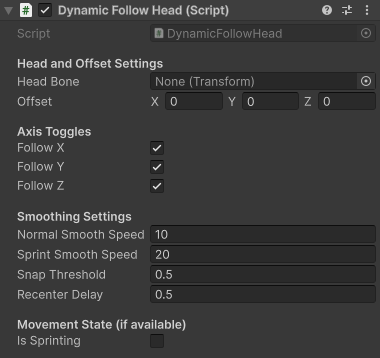 Dynamic Follow Head (Script)
Script DynamicFollowHead
Head and Offset Settings
Head Bone None (Transform)
Offset X 0 Y 0 Z 0
Axis Toggles
Follow X
Follow Y
Follow Z
Smoothing Settings
Normal Smooth Speed 10
Sprint Smooth Speed 20
Snap Threshold 0.5
Recenter Delay 0.5
Movement State (if available)
Is Sprinting